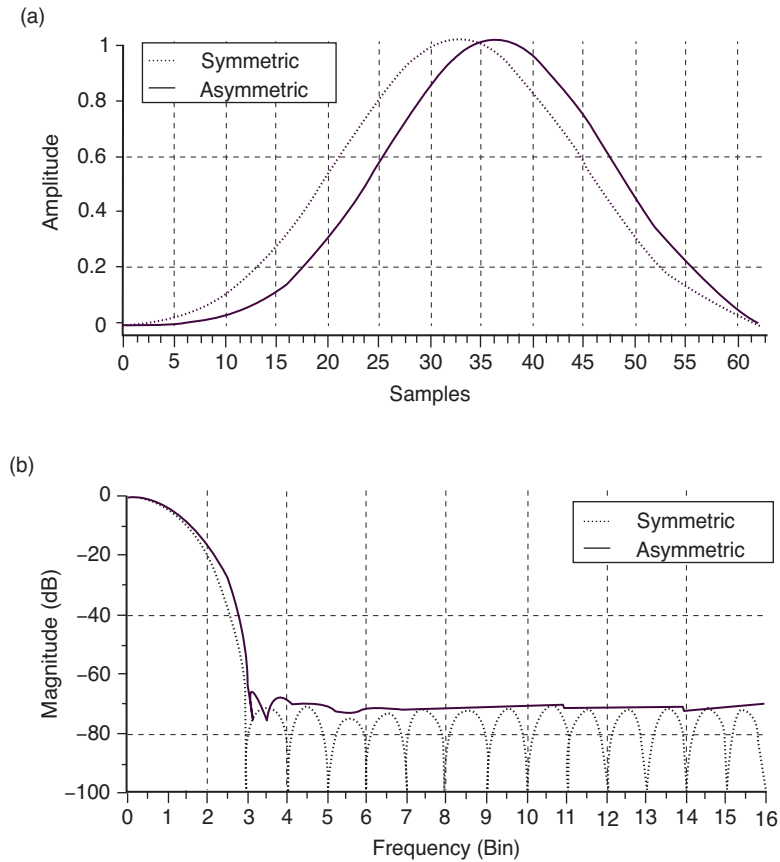 (a)
1
0.8
0.6
0.4
0.2
0
Amplitude
Symmetric
Asymmetric
0 5 10 15 20 25 30 35 40 45 50 55 60
Samples
(b)
0
−20
−40
−60
−80
−100
Magnitude (dB)
Symmetric
Asymmetric
0 1 2 3 4 5 6 7 8 9 10 11 12 13 14 15 16
Frequency (Bin)